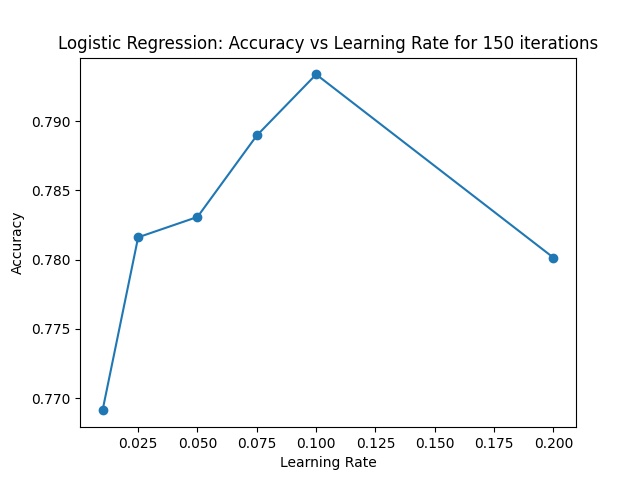 Logistic Regression: Accuracy vs Learning Rate for 150 iterations
0.790
0.785
0.780
0.775
0.770
Accuracy
0.025 0.050 0.075 0.100 0.125 0.150 0.175 0.200
Learning Rate